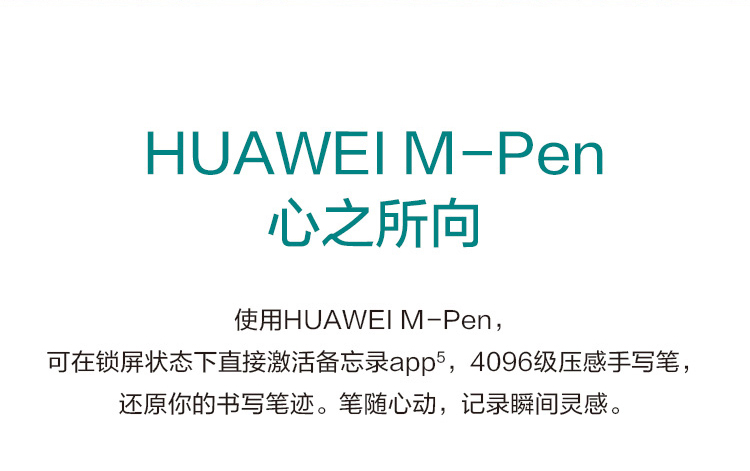 HUAWEI M-Pen
心之所向
使用HUAWEI M-Pen，
可在锁屏状态下直接激活备忘录app⁵，4096级压感手写笔，
还原你的书写笔迹。笔随心动，记录瞬间灵感。